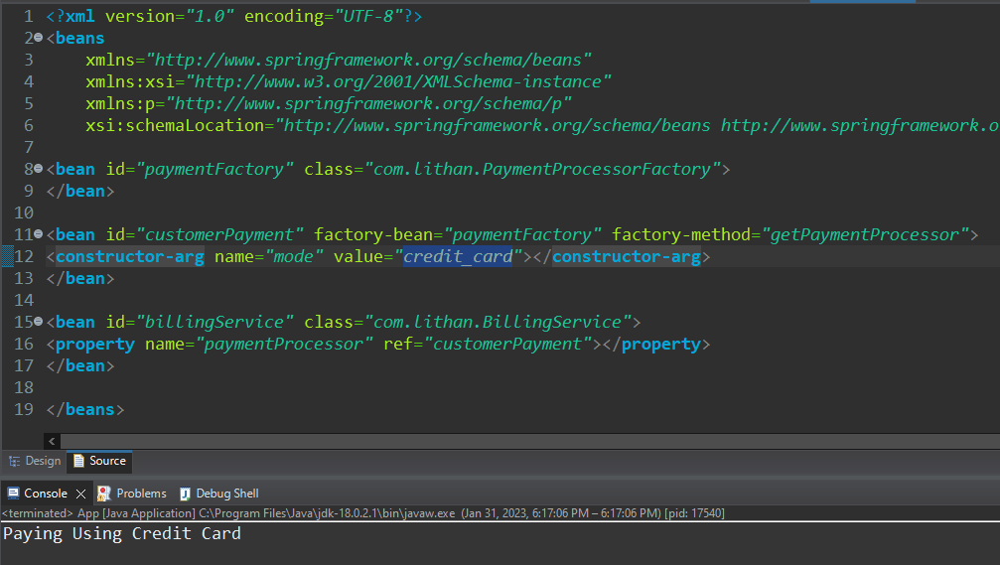 1 <?xml version="1.0" encoding="UTF-8"?>
2 <beans
3 xmlns="http://www.springframework.org/schema/beans"
4 xmlns:xsi="http://www.w3.org/2001/XMLSchema-instance"
5 xmlns:p="http://www.springframework.org/schema/p"
6 xsi:schemaLocation="http://www.springframework.org/schema/beans http://www.springframework.o
7
8 <bean id="paymentFactory" class="com.lithan.PaymentProcessorFactory">
9 </bean>
10
11 <bean id="customerPayment" factory-bean="paymentFactory" factory-method="getPaymentProcessor">
12 <constructor-arg name="mode" value="credit_card"></constructor-arg>
13 </bean>
14
15 <bean id="billingService" class="com.lithan.BillingService">
16 <property name="paymentProcessor" ref="customerPayment"></property>
17 </bean>
18
19 </beans>
Design Source
Console Problems Debug Shell
<terminated> App [Java Application] C:\Program Files\Java\jdk-18.0.2.1\bin\javaw.exe (Jan 31, 2023, 6:17:06 PM – 6:17:06 PM) [pid: 17540]
Paying Using Credit Card